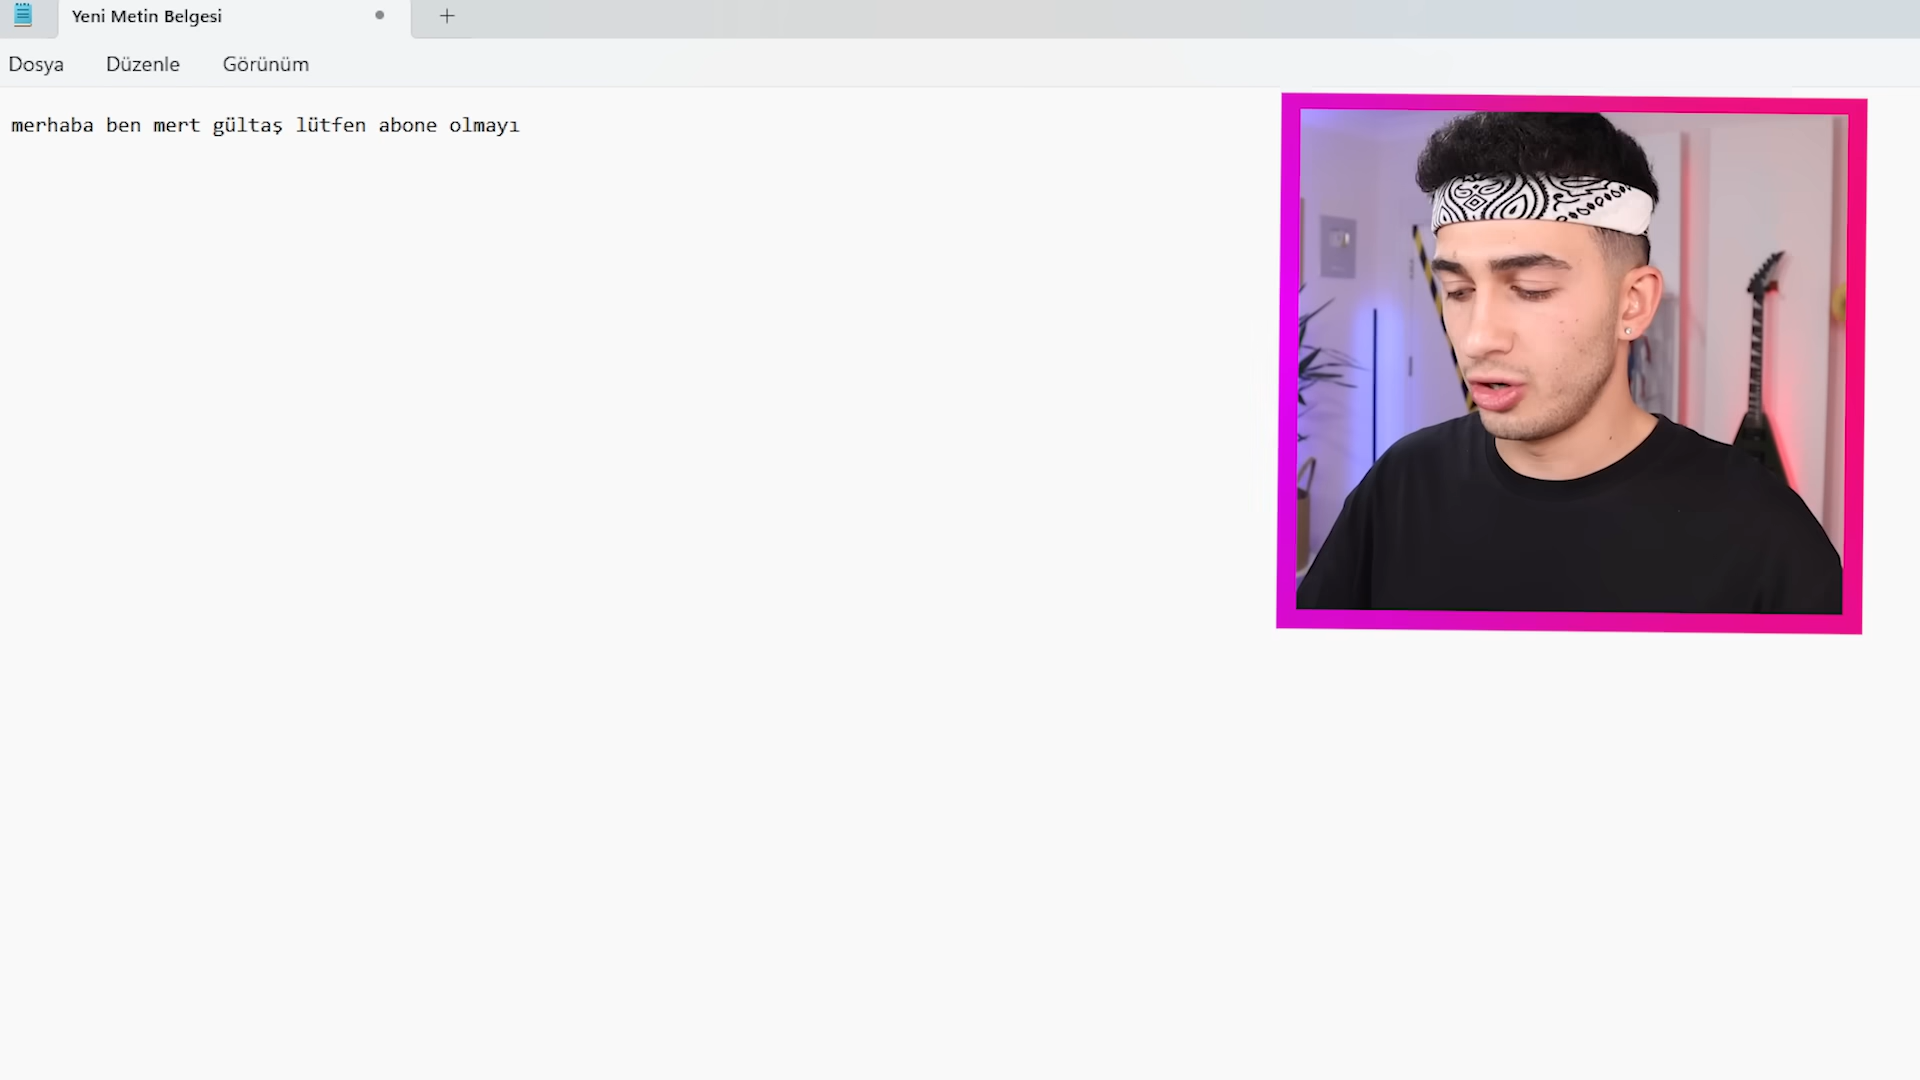 Yeni Metin Belgesi
Dosya Düzenle Görünüm
merhaba ben mert gültaş lütfen abone olmayı